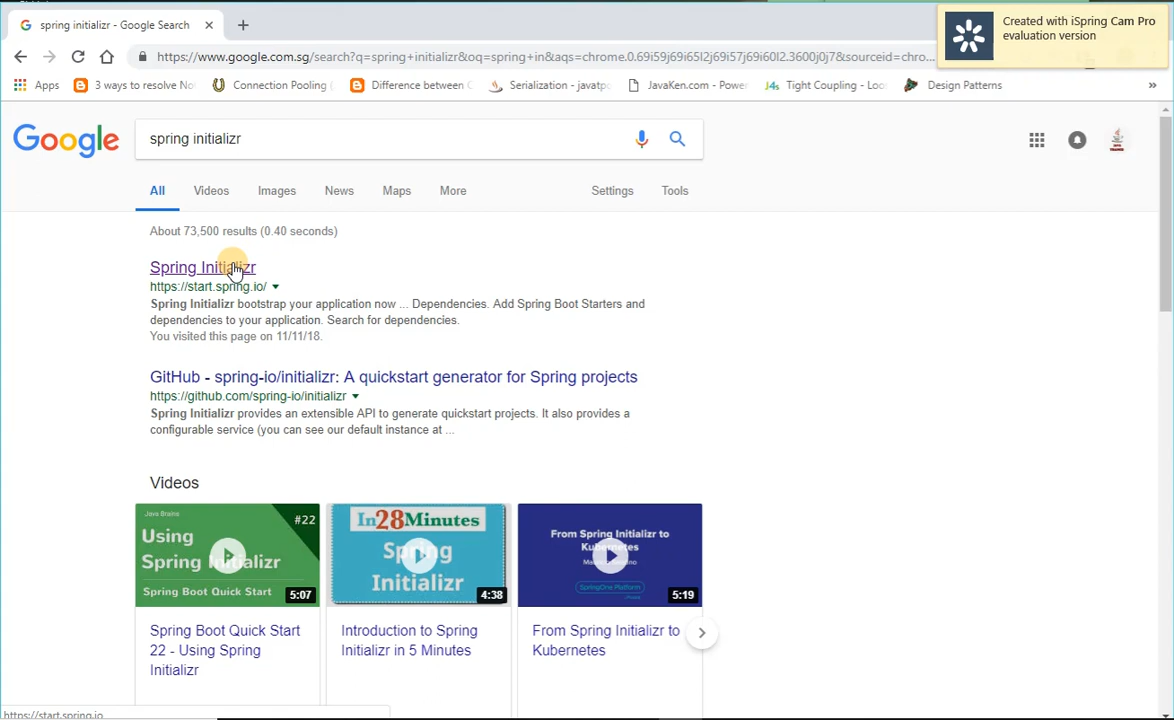 spring initializr - Google Search
Created with iSpring Cam Pro
evaluation version
https://www.google.com.sg/search?q=spring+initializr&oq=spring+in&aqs=chrome.0.69i59j69i65l2j69i57j69i60l2.3600j0j7&sourceid=chro...
Apps
3 ways to resolve No
Connection Pooling (
Difference between (
Serialization - javatpo
JavaKen.com - Power
Tight Coupling - Loo
Design Patterns
»
Google
spring initializr
All Videos Images News Maps More Settings Tools
About 73,500 results (0.40 seconds)
Spring Initializr
https://start.spring.io/
Spring Initializr bootstrap your application now ... Dependencies. Add Spring Boot Starters and
dependencies to your application. Search for dependencies.
You visited this page on 11/11/18.
GitHub - spring-io/initializr: A quickstart generator for Spring projects
https://github.com/spring-io/initializr
Spring Initializr provides an extensible API to generate quickstart projects. It also provides a
configurable service (you can see our default instance at ...
Videos
Java Brains
#22
Using
Spring Initializr
Spring Boot Quick Start
5:07
In28Minutes
Spring
Initializr
4:38
From Spring Initializr to
Kubernetes
SpringOne Platform
5:19
Spring Boot Quick Start
22 - Using Spring
Initializr
Introduction to Spring
Initializr in 5 Minutes
From Spring Initializr to
Kubernetes
https://start.spring.io